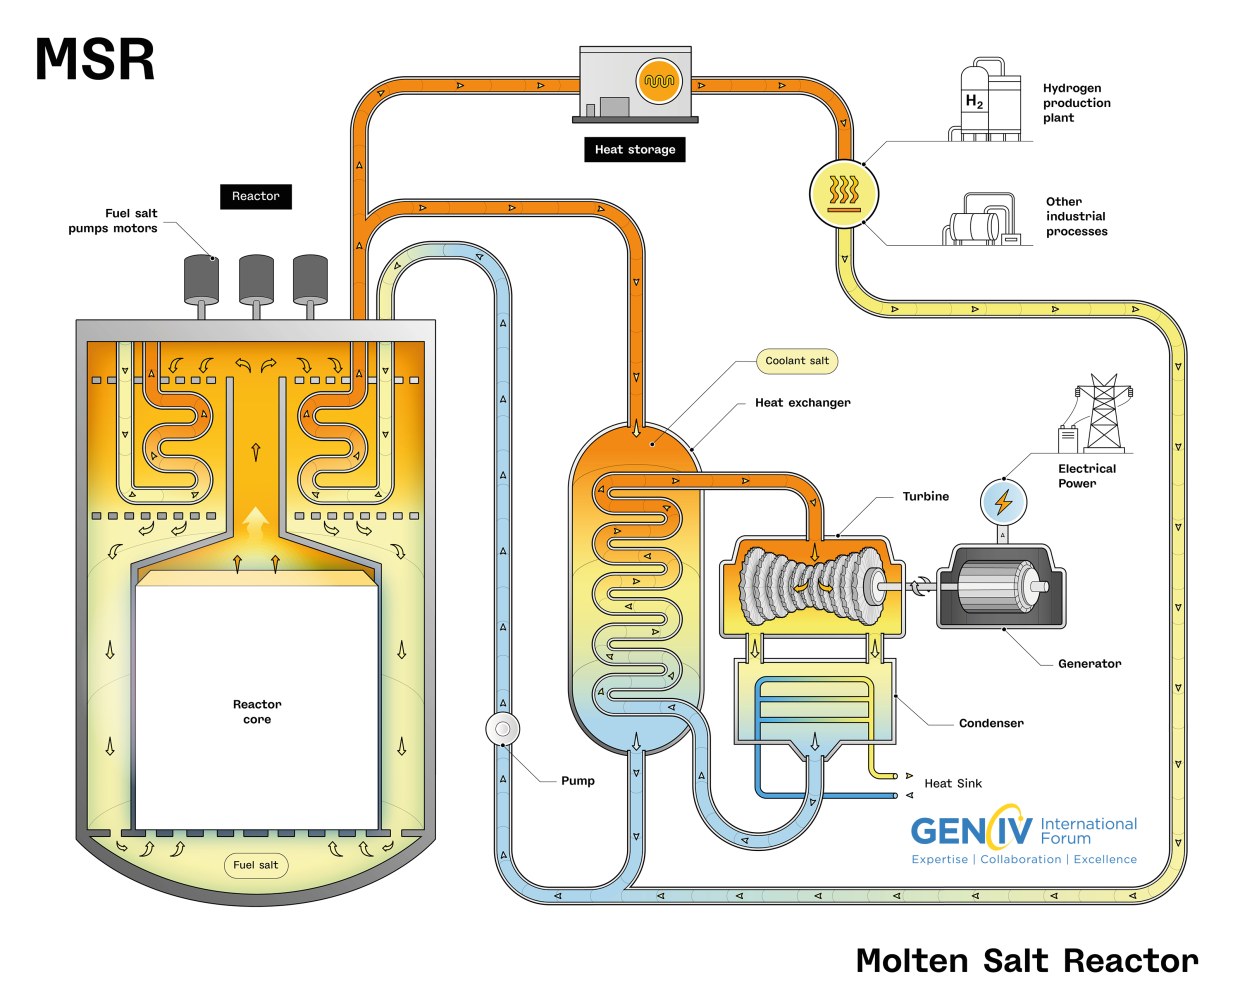 MSR
Heat storage
H2
Hydrogen
production
plant
Reactor
Fuel salt
pumps motors
Other
industrial
processes
Coolant salt
Heat exchanger
Electrical
Power
Turbine
Generator
Reactor
core
Condenser
Pump
Heat Sink
GENIV International
Forum
Expertise | Collaboration | Excellence
Fuel salt
Molten Salt Reactor